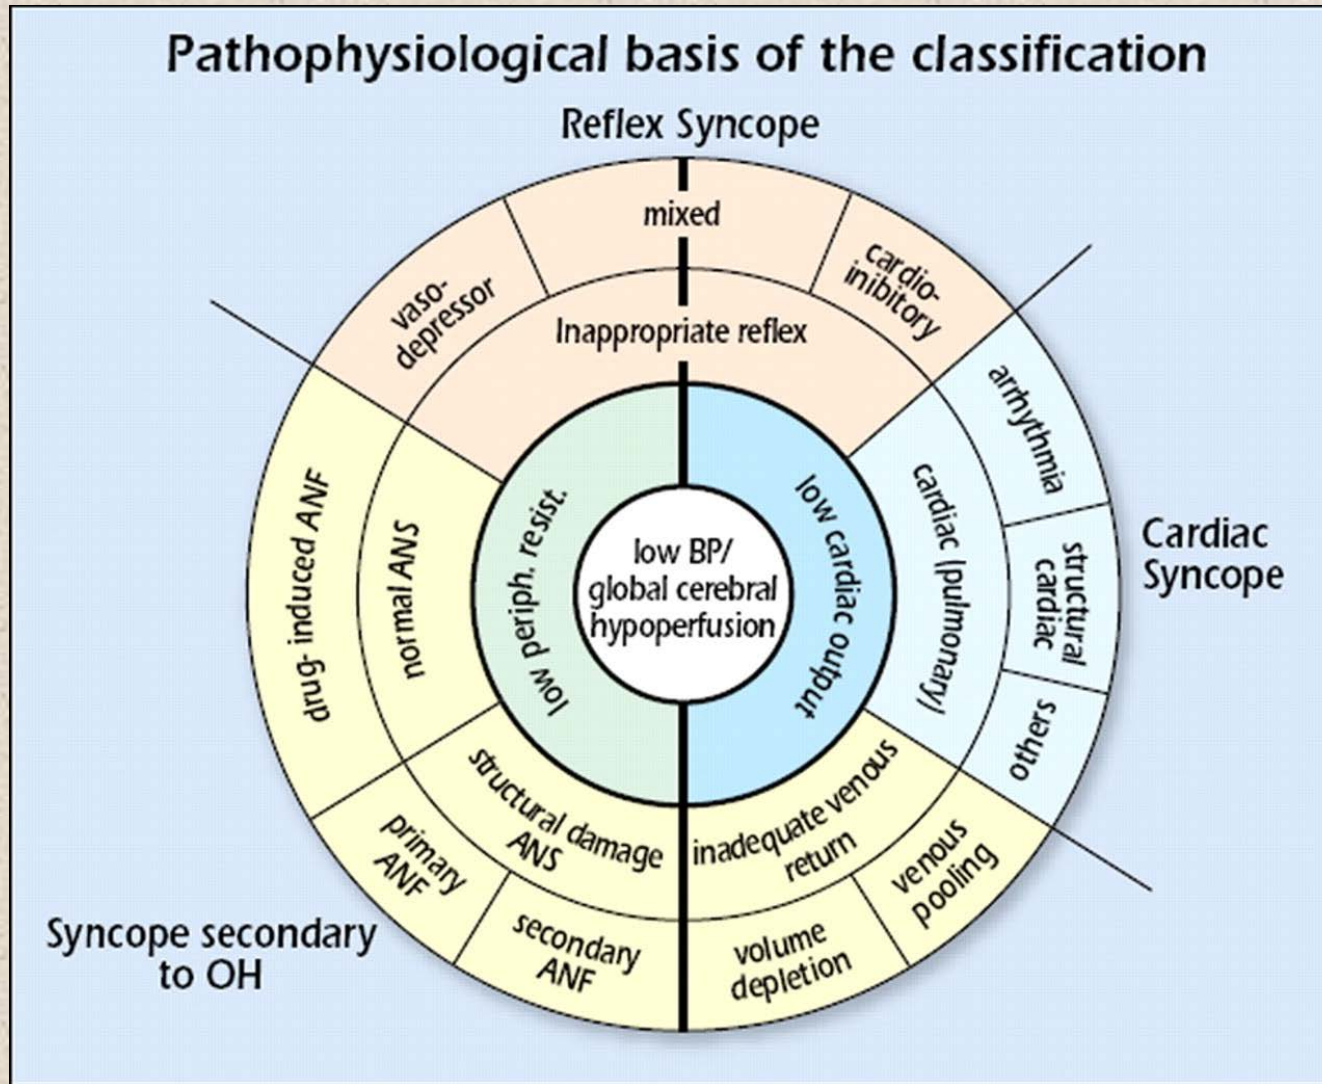 Pathophysiological basis of the classification
Reflex Syncope
mixed
vaso-
depressor
cardio-
inibitory
Inappropriate reflex
arrhythmia
structural
cardiac
others
cardiac (pulmonary)
Cardiac
Syncope
low periph. resist.
low BP/
global cerebral
hypoperfusion
low cardiac output
drug- induced ANF
normal ANS
structural damage
ANS
inadequate venous
return
primary
ANF
secondary
ANF
volume
depletion
venous
pooling
Syncope secondary
to OH